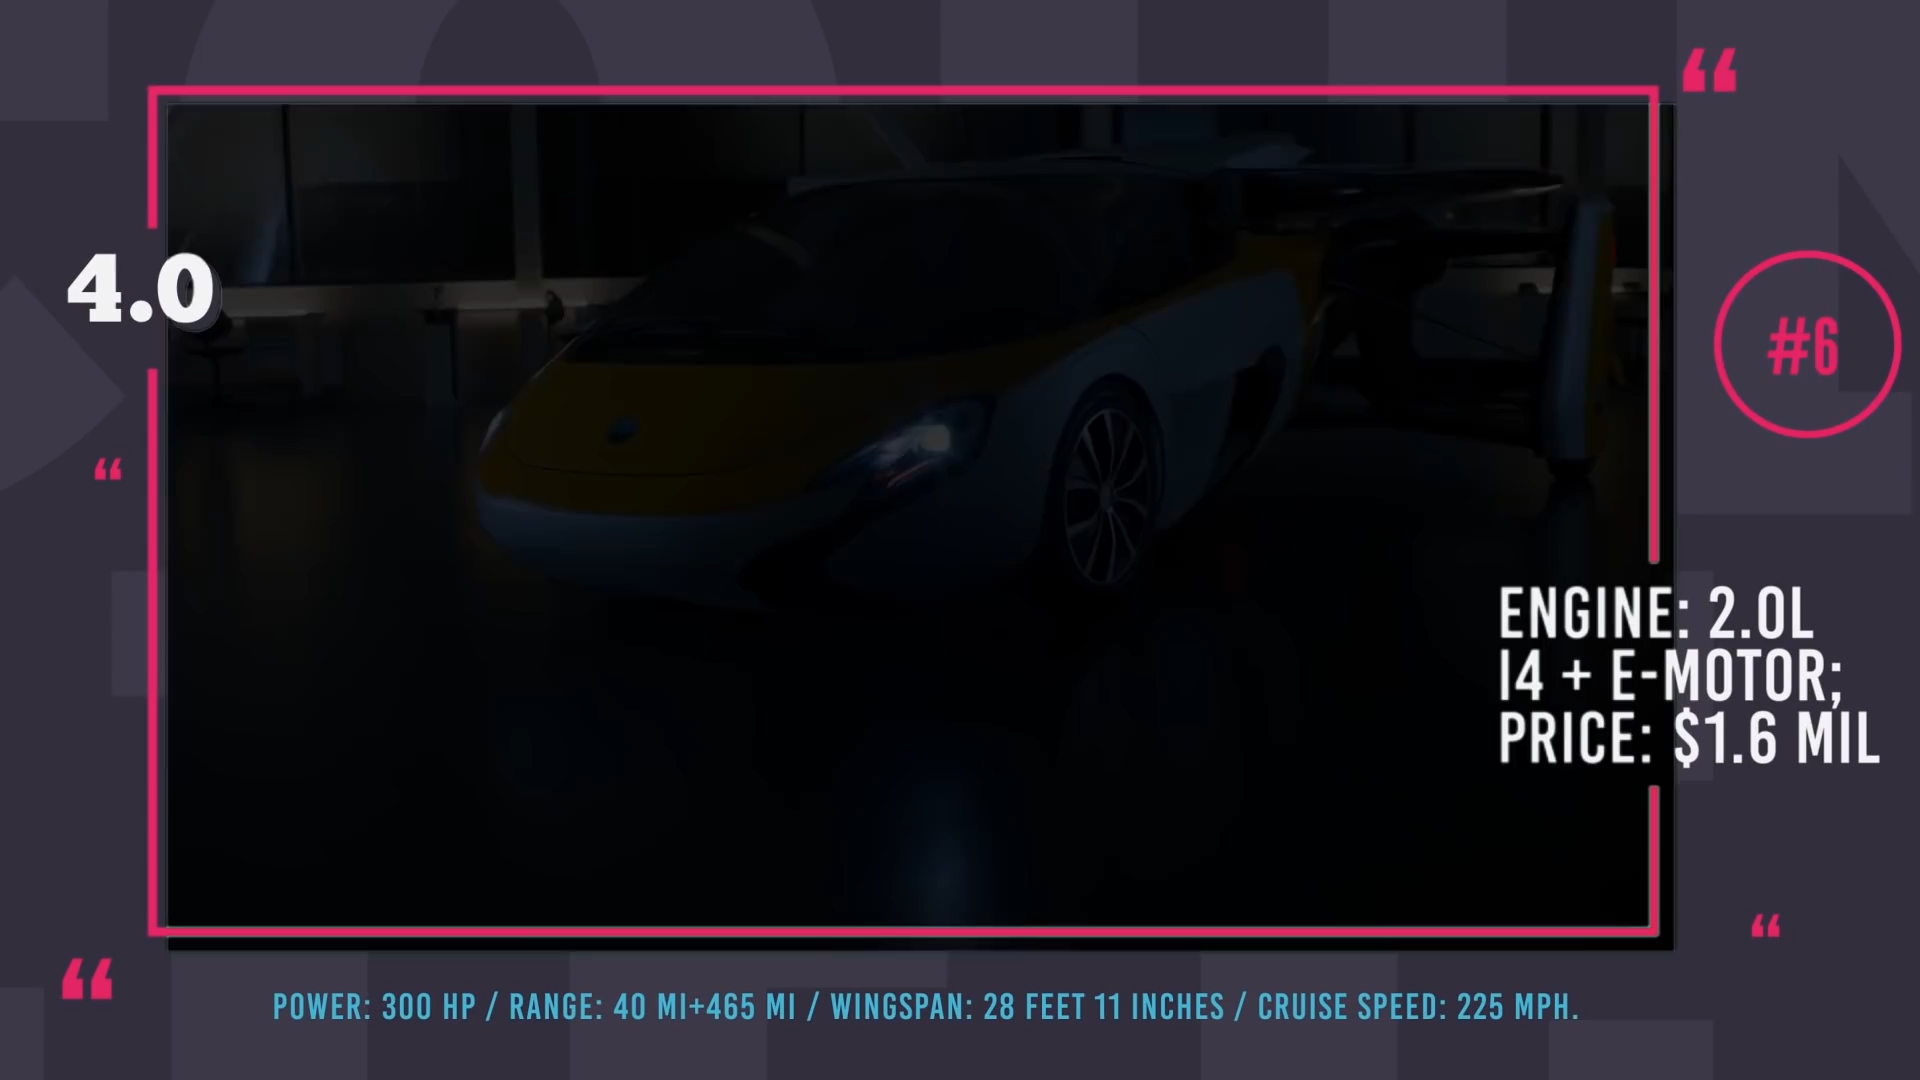 4.0
#6
ENGINE: 2.0L
I4 + E-MOTOR;
PRICE: $1.6 MIL
POWER: 300 HP / RANGE: 40 MI+465 MI / WINGSPAN: 28 FEET 11 INCHES / CRUISE SPEED: 225 MPH.